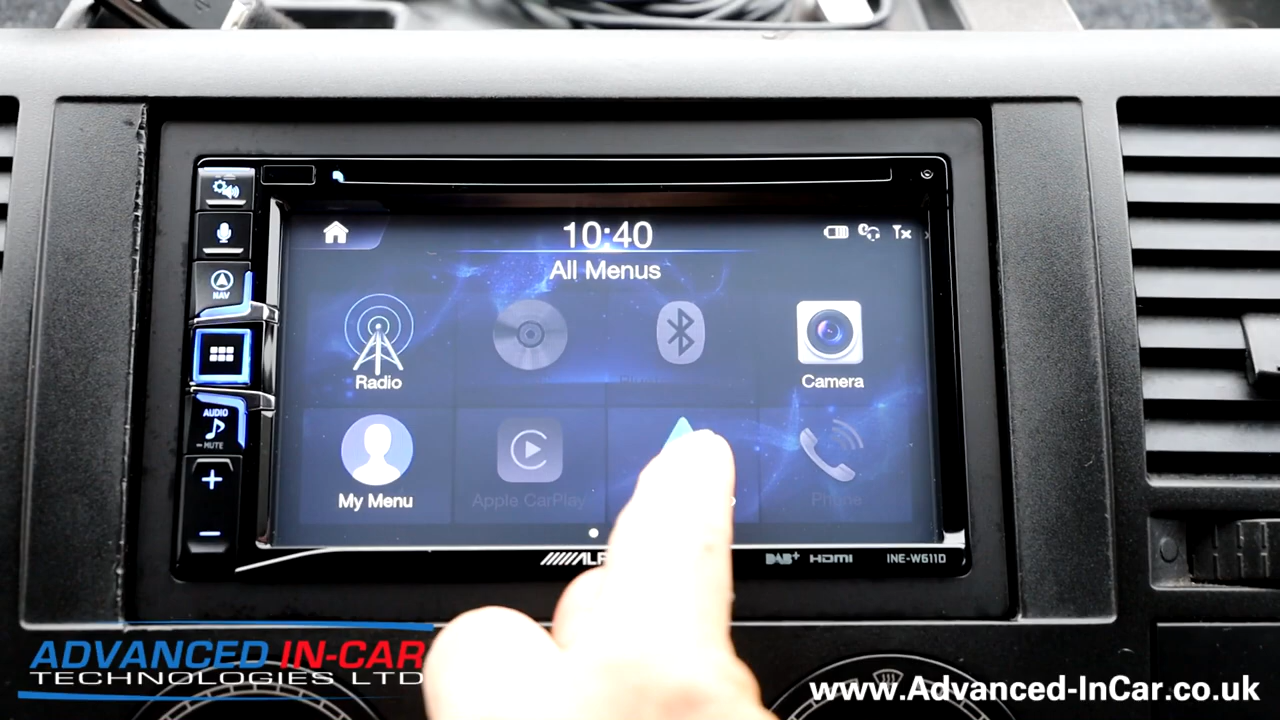 10:40
All Menus
NAV
Radio
Camera
AUDIO
MUTE
My Menu
Apple CarPlay
Phone
DAB+ HDMI INE-W611D
ADVANCED IN-CAR
TECHNOLOGIES LTD
www.Advanced-InCar.co.uk